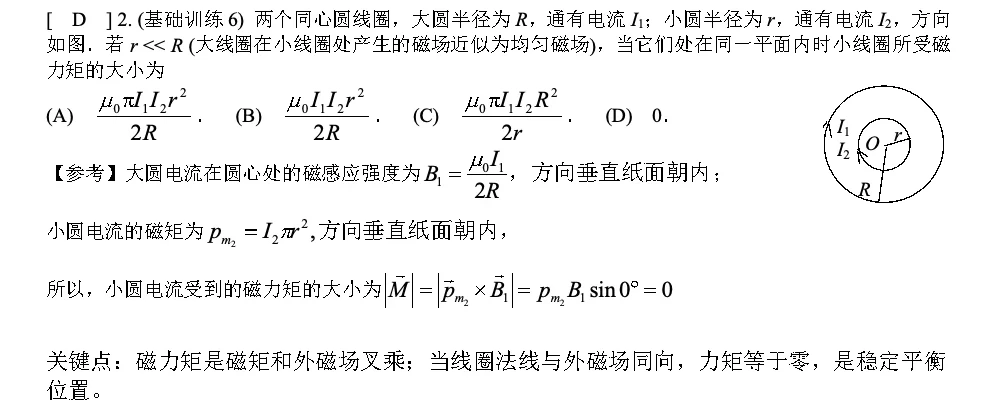 [ D ] 2. (基础训练 6) 两个同心圆线圈，大圆半径为 R，通有电流 I₁；小圆半径为 r，通有电流 I₂，方向
如图．若 r << R (大线圈在小线圈处产生的磁场近似为均匀磁场)，当它们处在同一平面内时小线圈所受磁
力矩的大小为
(A) μ₀πI₁I₂r² / 2R ． (B) μ₀I₁I₂r² / 2R ． (C) μ₀πI₁I₂R² / 2r ． (D) 0．
【参考】大圆电流在圆心处的磁感应强度为 B₁ = μ₀I₁ / 2R，方向垂直纸面朝内；
小圆电流的磁矩为 pₘ₂ = I₂πr²,方向垂直纸面朝内，
所以，小圆电流受到的磁力矩的大小为 |M⃗| = |p⃗ₘ₂ × B⃗₁| = pₘ₂B₁ sin 0° = 0
关键点：磁力矩是磁矩和外磁场叉乘；当线圈法线与外磁场同向，力矩等于零，是稳定平衡
位置。
I₁
I₂
O
r
R